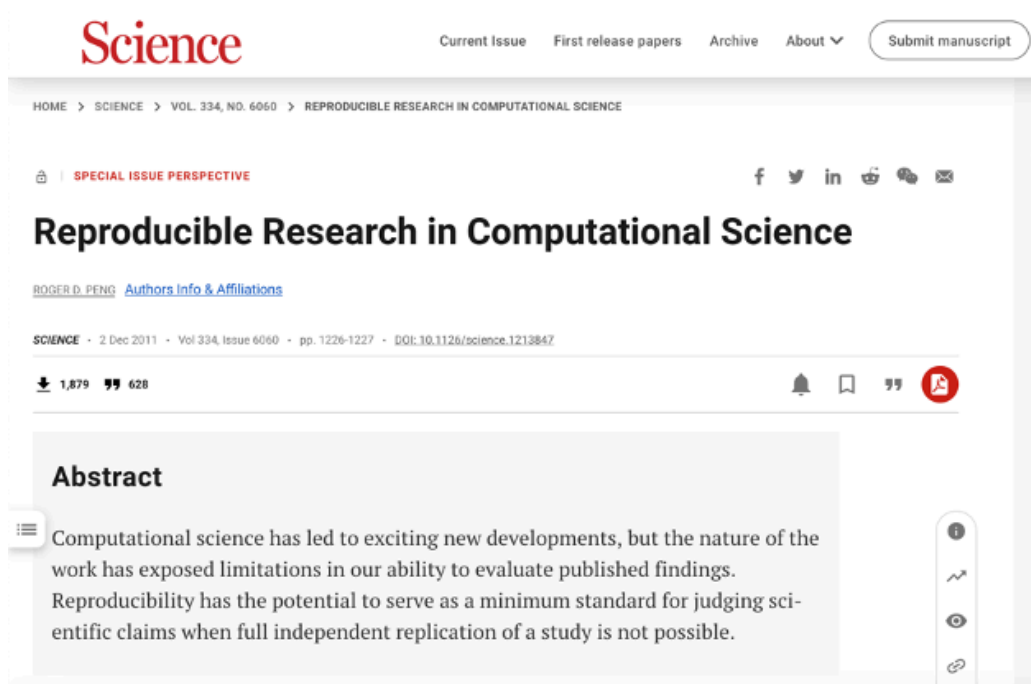 Science
Current Issue First release papers Archive About Submit manuscript
HOME > SCIENCE > VOL. 334, NO. 6060 > REPRODUCIBLE RESEARCH IN COMPUTATIONAL SCIENCE
SPECIAL ISSUE PERSPECTIVE
Reproducible Research in Computational Science
ROGER D. PENG Authors Info & Affiliations
SCIENCE · 2 Dec 2011 · Vol 334, Issue 6060 · pp. 1226-1227 · DOI: 10.1126/science.1213847
1,879 628
Abstract
Computational science has led to exciting new developments, but the nature of the
work has exposed limitations in our ability to evaluate published findings.
Reproducibility has the potential to serve as a minimum standard for judging sci-
entific claims when full independent replication of a study is not possible.